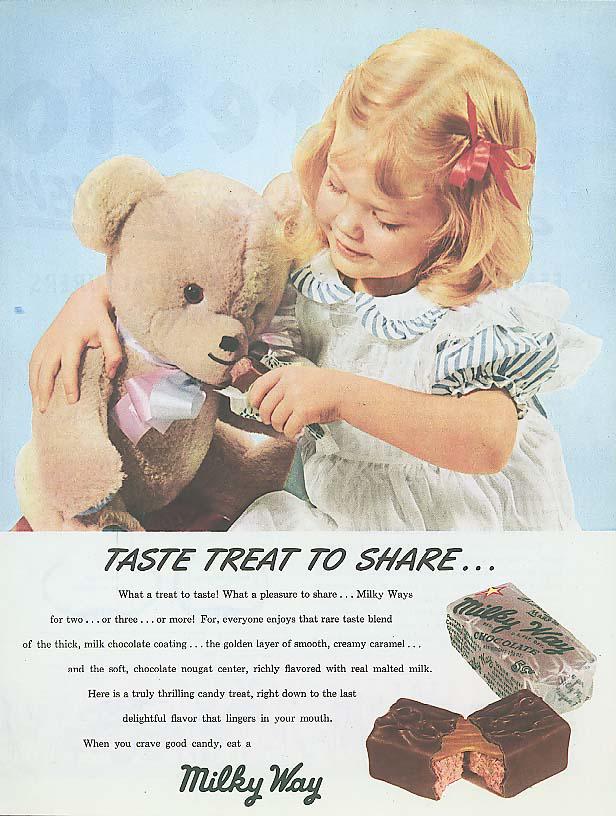 TASTE TREAT TO SHARE...
What a treat to taste! What a pleasure to share . . . Milky Ways
for two . . . or three . . . or more! For, everyone enjoys that rare taste blend
of the thick, milk chocolate coating . . . the golden layer of smooth, creamy caramel . . .
and the soft, chocolate nougat center, richly flavored with real malted milk.
Here is a truly thrilling candy treat, right down to the last
delightful flavor that lingers in your mouth.
When you crave good candy, eat a
Milky Way
Milky Way
CHOCOLATE
5¢